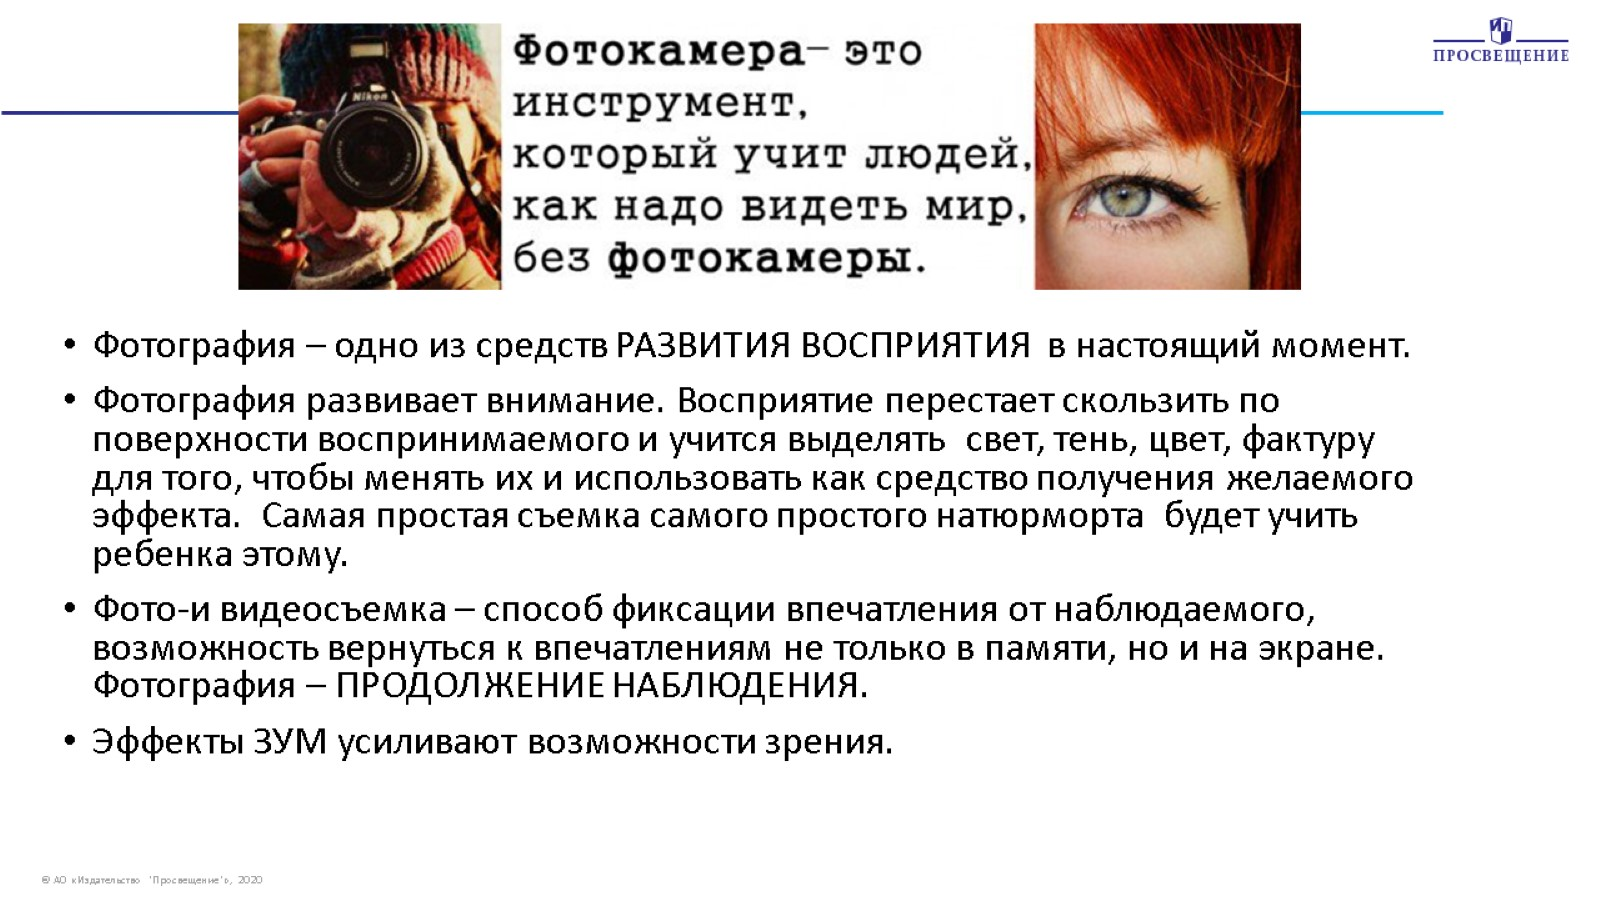 Фотокамера– это
инструмент,
который учит людей,
как надо видеть мир,
без фотокамеры.
Nikon
ПРОСВЕЩЕНИЕ
• Фотография – одно из средств РАЗВИТИЯ ВОСПРИЯТИЯ в настоящий момент.
• Фотография развивает внимание. Восприятие перестает скользить по
поверхности воспринимаемого и учится выделять свет, тень, цвет, фактуру
для того, чтобы менять их и использовать как средство получения желаемого
эффекта. Самая простая съемка самого простого натюрморта будет учить
ребенка этому.
• Фото-и видеосъемка – способ фиксации впечатления от наблюдаемого,
возможность вернуться к впечатлениям не только в памяти, но и на экране.
Фотография – ПРОДОЛЖЕНИЕ НАБЛЮДЕНИЯ.
• Эффекты ЗУМ усиливают возможности зрения.
© АО «Издательство "Просвещение"», 2020